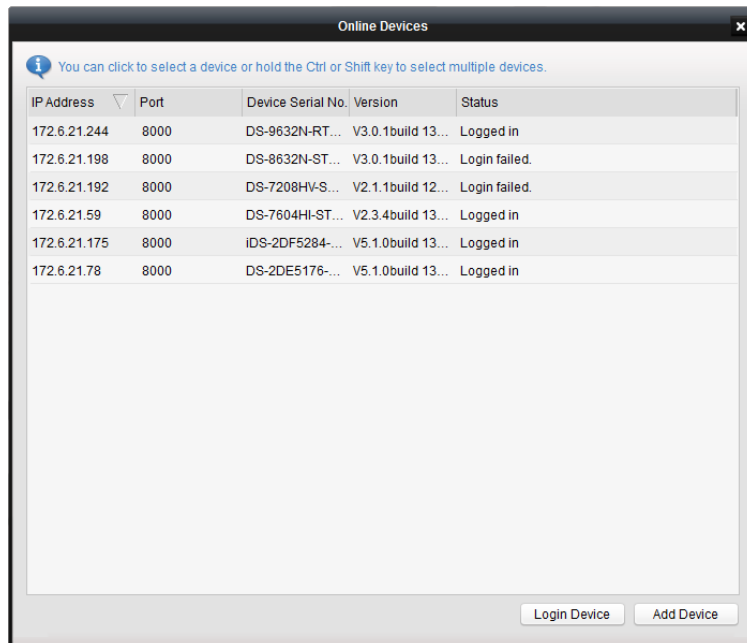 Online Devices
You can click to select a device or hold the Ctrl or Shift key to select multiple devices.
IP Address Port Device Serial No. Version Status
172.6.21.244 8000 DS-9632N-RT... V3.0.1build 13... Logged in
172.6.21.198 8000 DS-8632N-ST... V3.0.1build 13... Login failed.
172.6.21.192 8000 DS-7208HV-S... V2.1.1build 12... Login failed.
172.6.21.59 8000 DS-7604HI-ST... V2.3.4build 13... Logged in
172.6.21.175 8000 iDS-2DF5284-... V5.1.0build 13... Logged in
172.6.21.78 8000 DS-2DE5176-... V5.1.0build 13... Logged in
Login Device Add Device